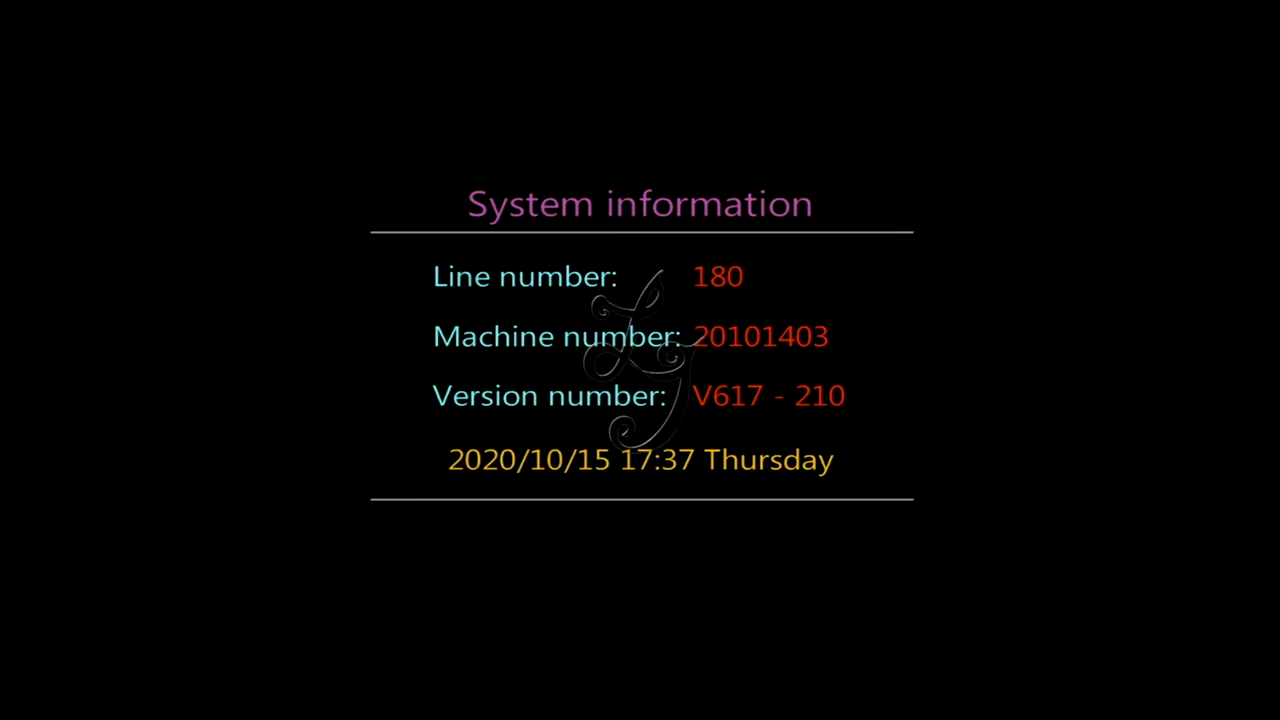 System information
Line number: 180
Machine number: 20101403
Version number: V617 - 210
2020/10/15 17:37 Thursday